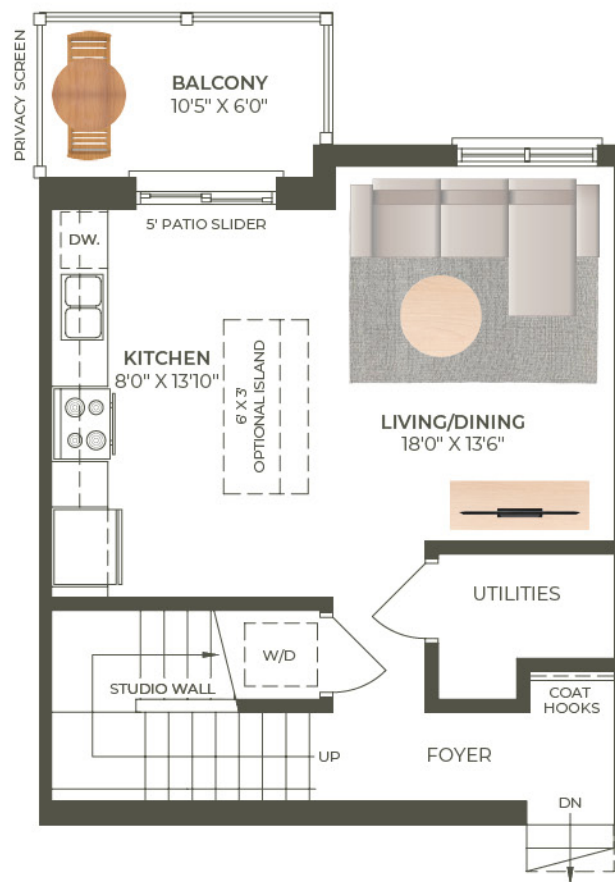 PRIVACY SCREEN
BALCONY
10'5" X 6'0"
5' PATIO SLIDER
DW.
KITCHEN
8'0" X 13'10"
6' X 3'
OPTIONAL ISLAND
LIVING/DINING
18'0" X 13'6"
UTILITIES
W/D
STUDIO WALL
COAT
HOOKS
UP
FOYER
DN